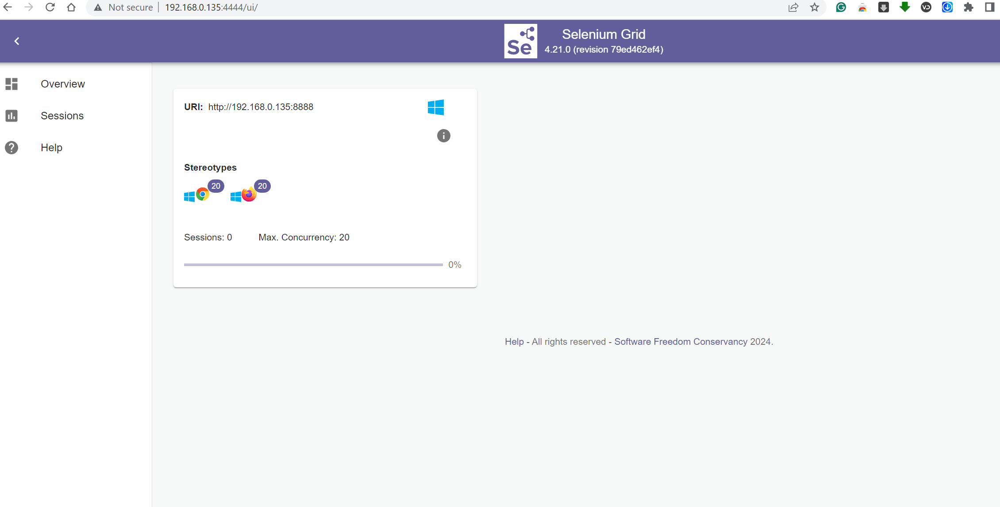 Not secure
192.168.0.135:4444/ui/
Se
Selenium Grid
4.21.0 (revision 79ed462ef4)
Overview
Sessions
Help
URI: http://192.168.0.135:8888
Stereotypes
20
20
Sessions: 0
Max. Concurrency: 20
0%
Help - All rights reserved - Software Freedom Conservancy 2024.